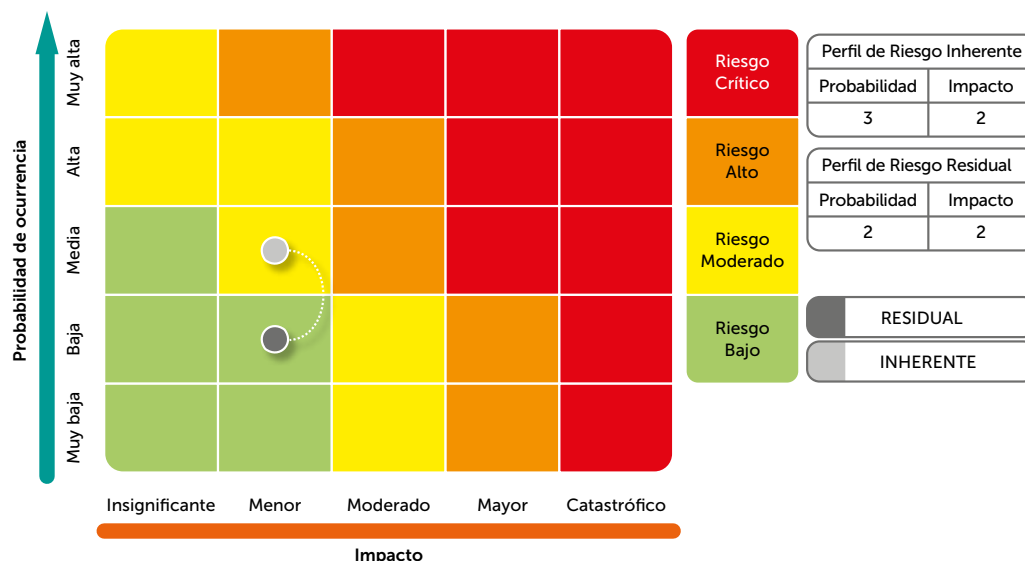 Probabilidad de ocurrencia
Muy alta
Alta
Media
Baja
Muy baja
Insignificante
Menor
Moderado
Mayor
Catastrófico
Impacto
Riesgo
Crítico
Riesgo
Alto
Riesgo
Moderado
Riesgo
Bajo
Perfil de Riesgo Inherente
Probabilidad Impacto
3 2
Perfil de Riesgo Residual
Probabilidad Impacto
2 2
RESIDUAL
INHERENTE